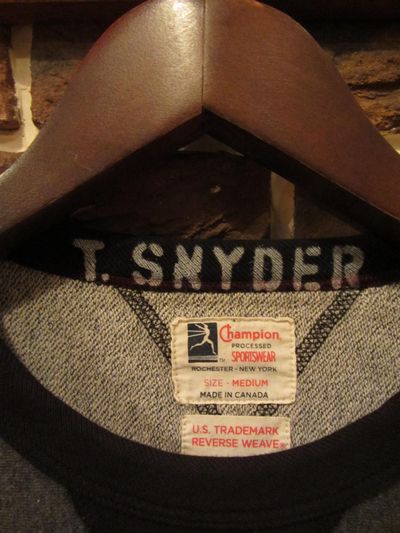 T. SNYDER
Champion
PROCESSED
SPORTSWEAR
ROCHESTER - NEW YORK
SIZE - MEDIUM
MADE IN CANADA
U.S. TRADEMARK
REVERSE WEAVE®